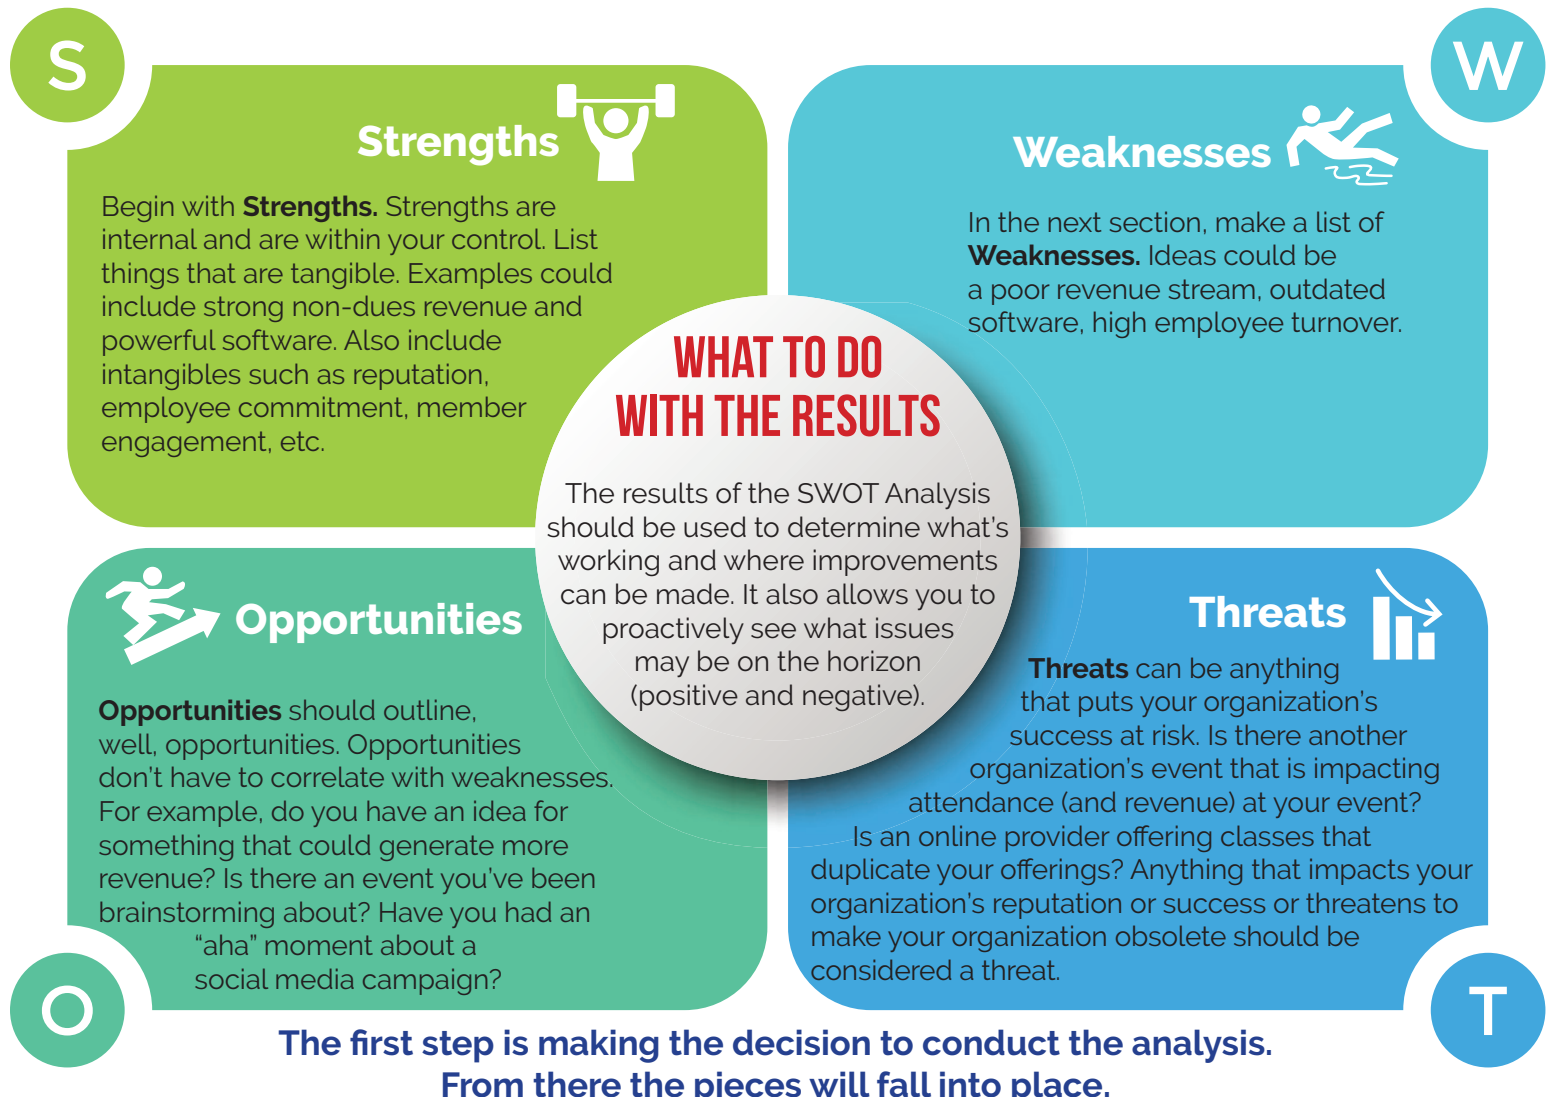 S
Strengths
Begin with Strengths. Strengths are
internal and are within your control. List
things that are tangible. Examples could
include strong non-dues revenue and
powerful software. Also include
intangibles such as reputation,
employee commitment, member
engagement, etc.
W
Weaknesses
In the next section, make a list of
Weaknesses. Ideas could be
a poor revenue stream, outdated
software, high employee turnover.
WHAT TO DO
WITH THE RESULTS
The results of the SWOT Analysis
should be used to determine what's
working and where improvements
can be made. It also allows you to
proactively see what issues
may be on the horizon
(positive and negative).
Opportunities
Opportunities should outline,
well, opportunities. Opportunities
don't have to correlate with weaknesses.
For example, do you have an idea for
something that could generate more
revenue? Is there an event you've been
brainstorming about? Have you had an
“aha” moment about a
social media campaign?
O
Threats
Threats can be anything
that puts your organization's
success at risk. Is there another
organization's event that is impacting
attendance (and revenue) at your event?
Is an online provider offering classes that
duplicate your offerings? Anything that impacts your
organization's reputation or success or threatens to
make your organization obsolete should be
considered a threat.
T
The first step is making the decision to conduct the analysis.
From there the pieces will fall into place.